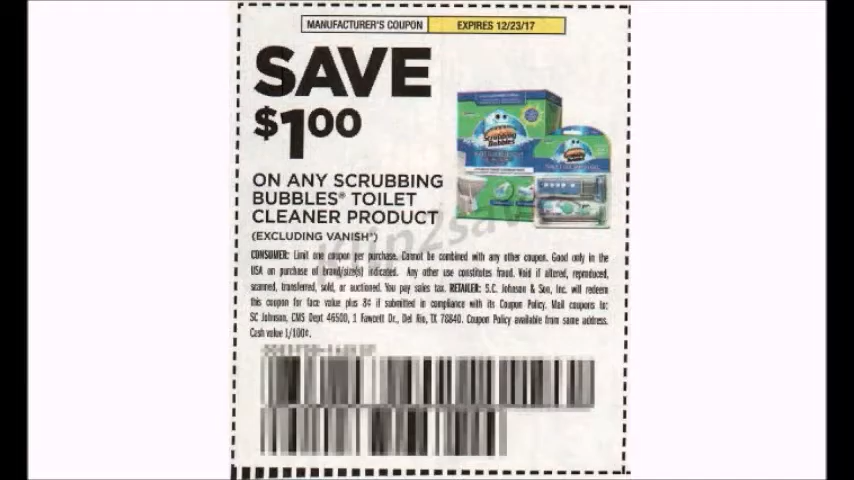 MANUFACTURER'S COUPON EXPIRES 12/23/17
SAVE
$1.00
ON ANY SCRUBBING
BUBBLES® TOILET
CLEANER PRODUCT
(EXCLUDING VANISH®)
Scrubbing
Bubbles
CONSUMER: Limit one coupon per purchase. Cannot be combined with any other coupon. Good only in the
USA on purchase of brand/size(s) indicated. Any other use constitutes fraud. Void if altered, reproduced,
scanned, transferred, sold, or auctioned. You pay sales tax. RETAILER: S.C. Johnson & Son, Inc. will redeem
this coupon for face value plus 8¢ if submitted in compliance with its Coupon Policy. Mail coupons to:
SC Johnson, CMS Dept 46500, 1 Fawcett Dr., Del Rio, TX 78840. Coupon Policy available from same address.
Cash value 1/100¢.